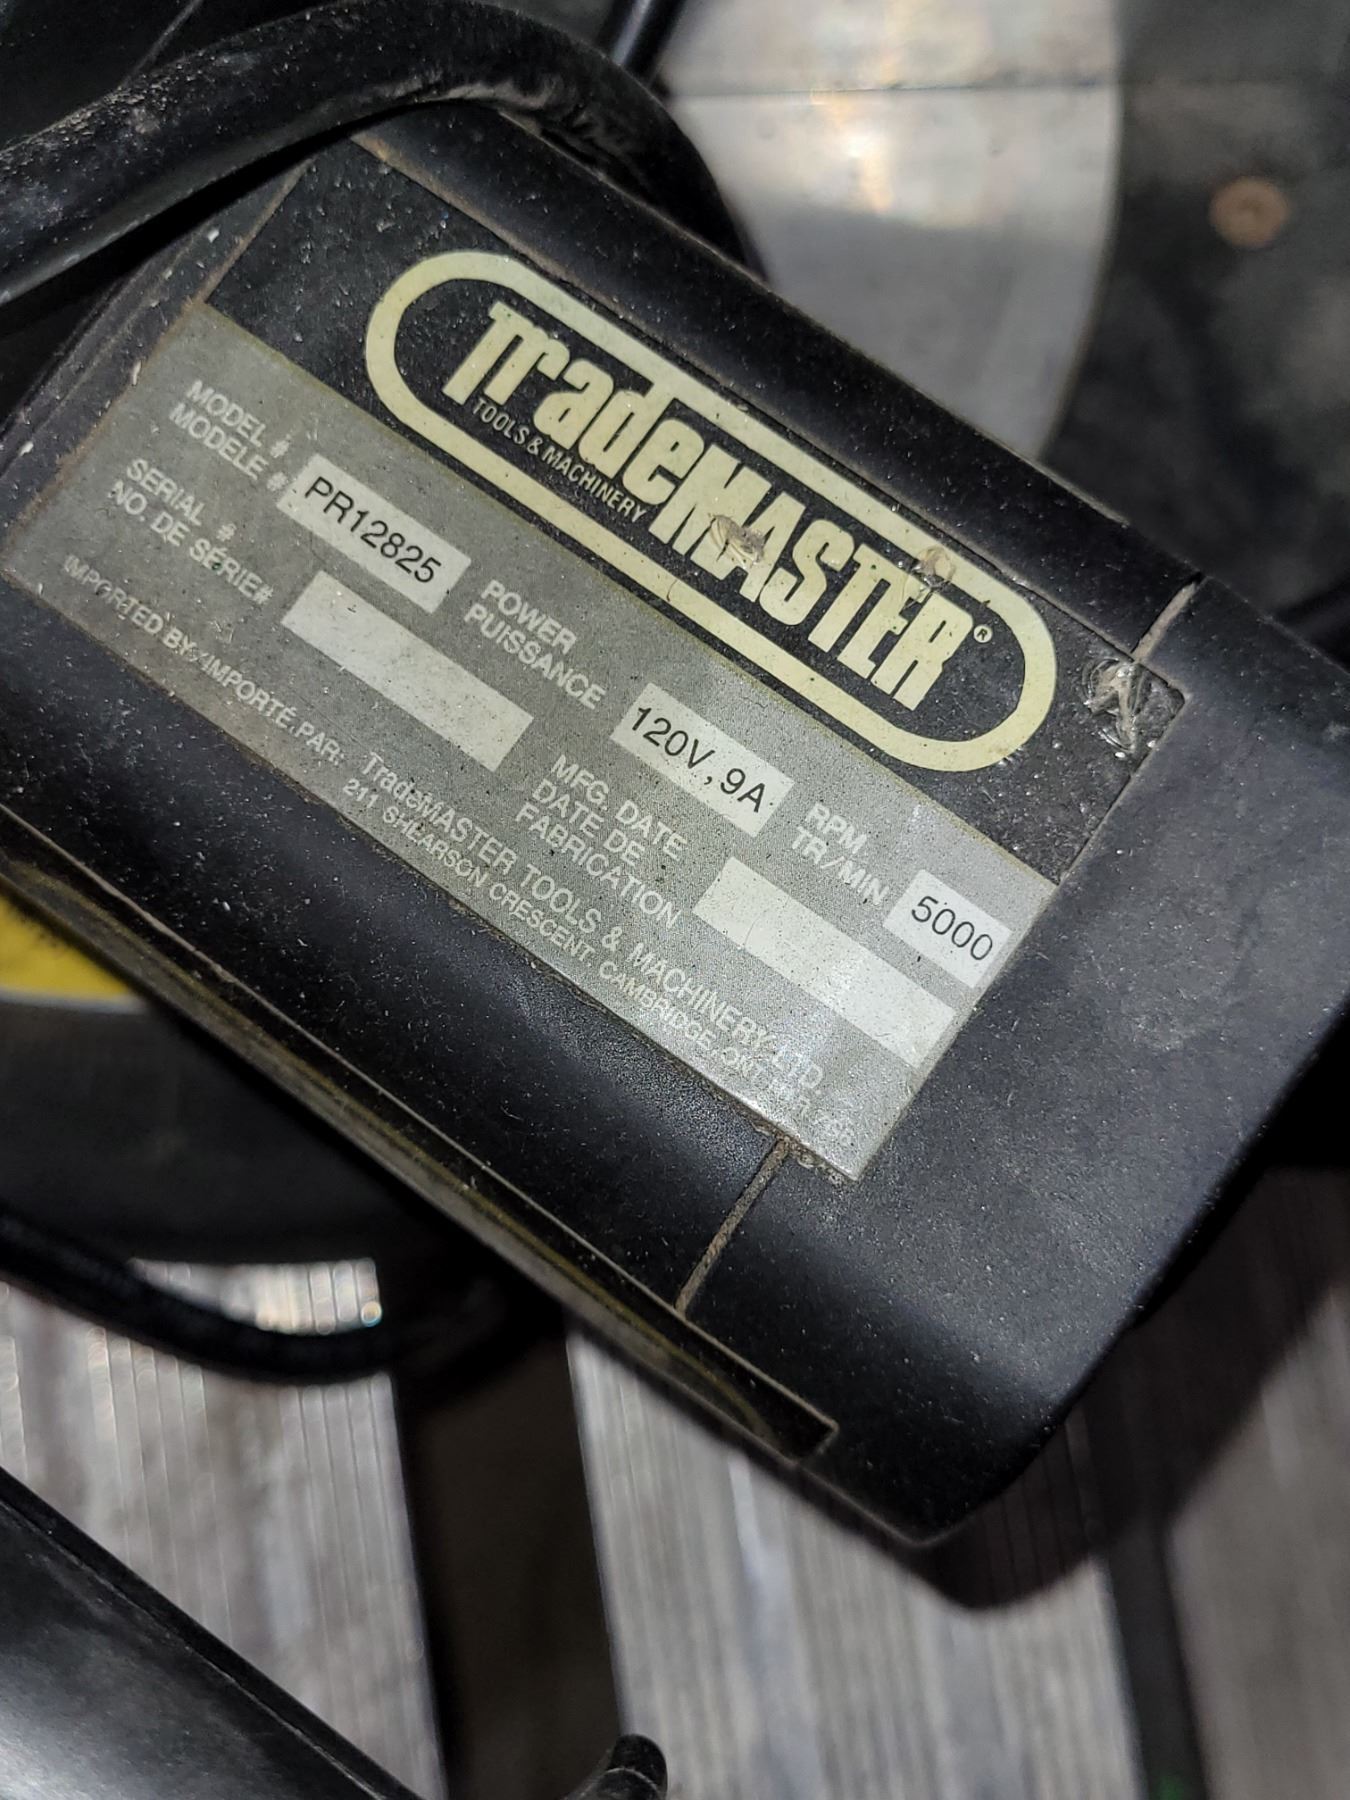 TradeMASTER®
TOOLS & MACHINERY
MODEL #
MODÈLE #
PR12825
POWER
PUISSANCE
120V, 9A
RPM
TR/MIN
5000
SERIAL #
NO. DE SÉRIE#
MFG. DATE
DATE DE
FABRICATION
IMPORTED BY / IMPORTÉ PAR: TradeMASTER TOOLS & MACHINERY LTD.
211 SHEARSON CRESCENT, CAMBRIDGE, ONT.